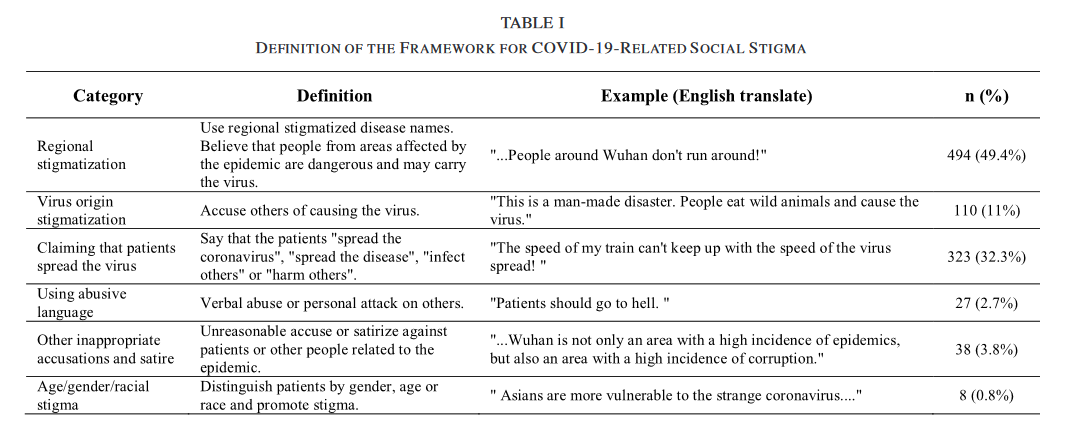 TABLE I
DEFINITION OF THE FRAMEWORK FOR COVID-19-RELATED SOCIAL STIGMA
Category Definition Example (English translate) n (%)
Regional stigmatization
Use regional stigmatized disease names.
Believe that people from areas affected by
the epidemic are dangerous and may carry
the virus.
"...People around Wuhan don't run around!"
494 (49.4%)
Virus origin
stigmatization
Accuse others of causing the virus.
"This is a man-made disaster. People eat wild animals and cause the
virus."
110 (11%)
Claiming that patients
spread the virus
Say that the patients "spread the
coronavirus", "spread the disease", "infect
others" or "harm others".
"The speed of my train can't keep up with the speed of the virus
spread! "
323 (32.3%)
Using abusive
language
Verbal abuse or personal attack on others.
"Patients should go to hell. "
27 (2.7%)
Other inappropriate
accusations and satire
Unreasonable accuse or satirize against
patients or other people related to the
epidemic.
"...Wuhan is not only an area with a high incidence of epidemics,
but also an area with a high incidence of corruption."
38 (3.8%)
Age/gender/racial
stigma
Distinguish patients by gender, age or
race and promote stigma.
" Asians are more vulnerable to the strange coronavirus...."
8 (0.8%)